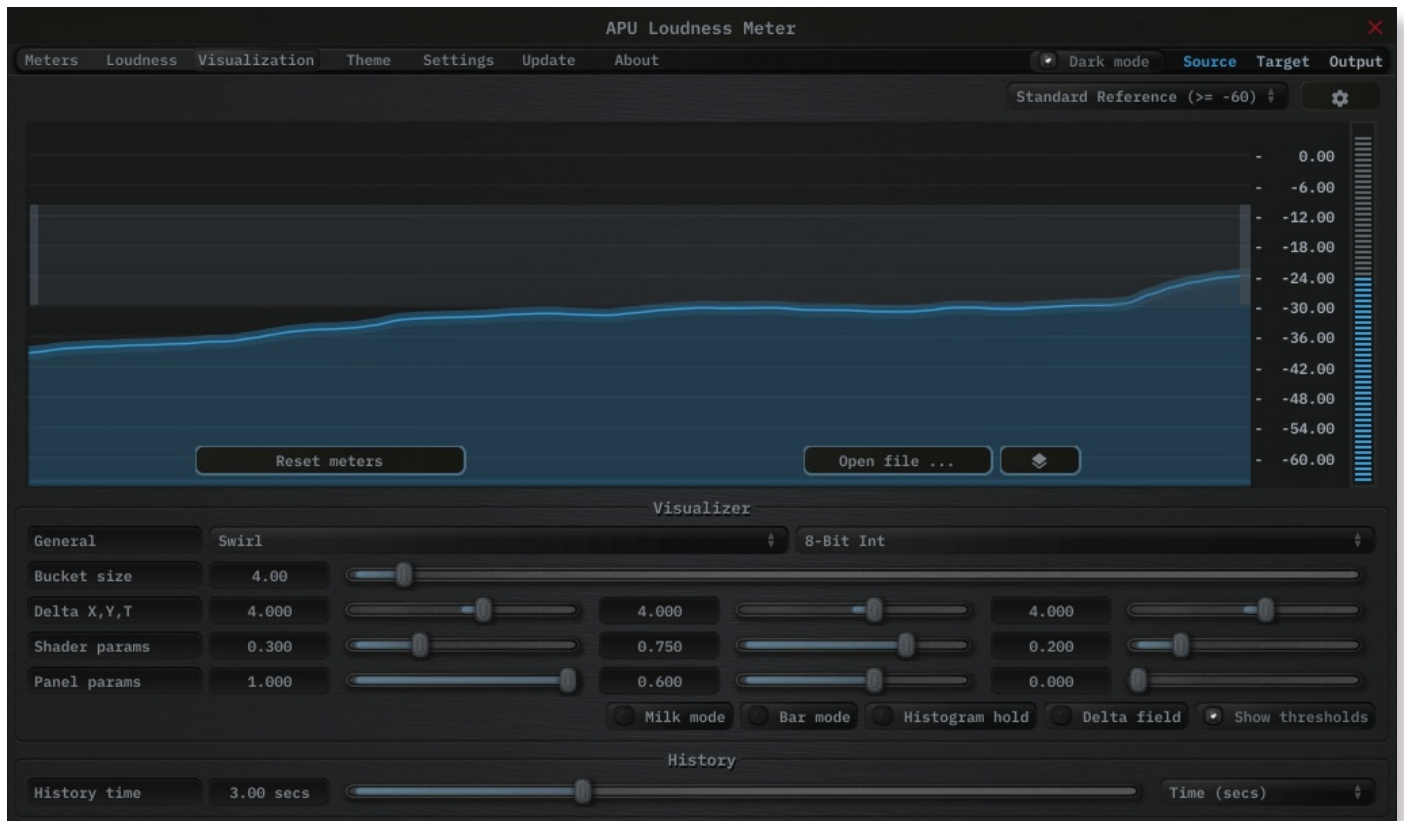 APU Loudness Meter
Meters Loudness Visualization Theme Settings Update About Dark mode Source Target Output
Standard Reference (>= -60)
- 0.00
- -6.00
- -12.00
- -18.00
- -24.00
- -30.00
- -36.00
- -42.00
- -48.00
- -54.00
- -60.00
Reset meters Open file ...
Visualizer
General Swirl 8-Bit Int
Bucket size 4.00
Delta X,Y,T 4.000 4.000 4.000
Shader params 0.300 0.750 0.200
Panel params 1.000 0.600 0.000
Milk mode Bar mode Histogram hold Delta field Show thresholds
History
History time 3.00 secs Time (secs)